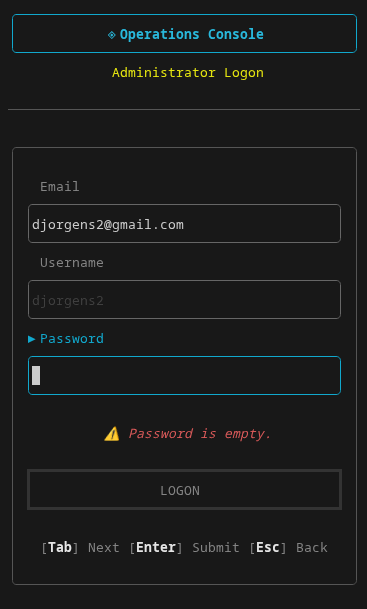 ◈ Operations Console
Administrator Logon
Email
djorgens2@gmail.com
Username
djorgens2
▶ Password
⚠️ Password is empty.
LOGON
[Tab] Next [Enter] Submit [Esc] Back